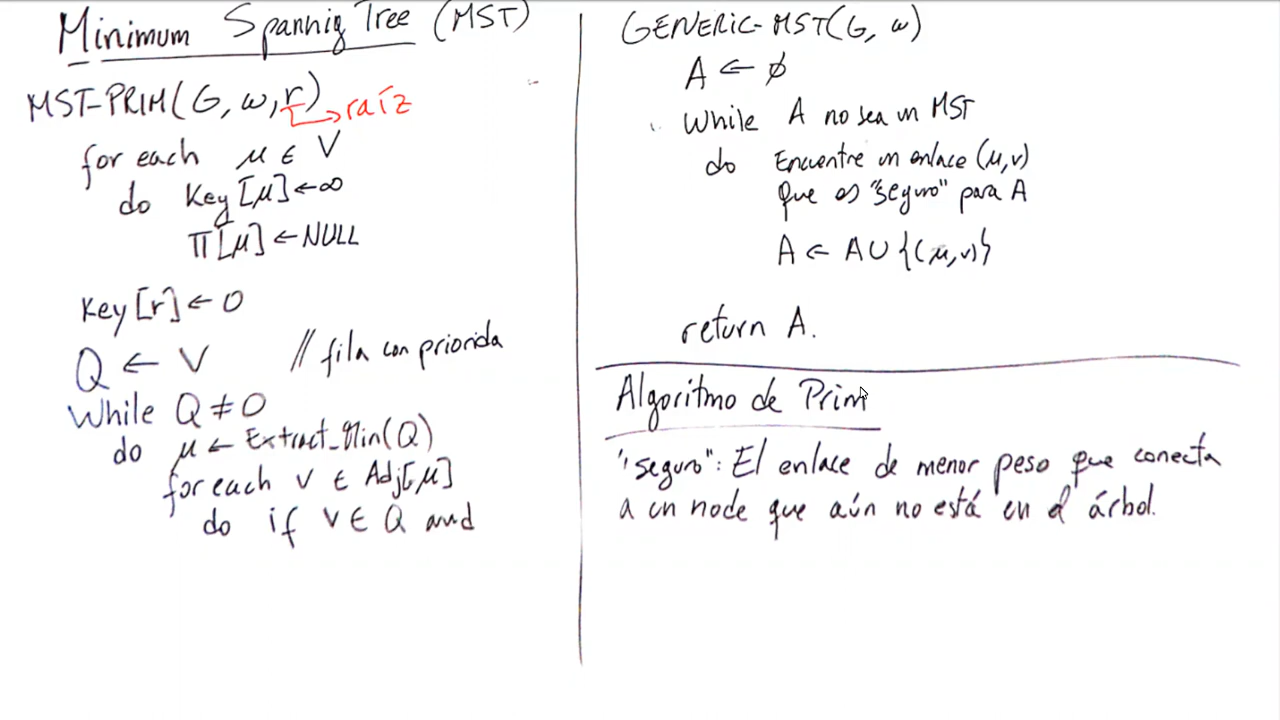 Minimum Spannig Tree (MST)
MST-PRIM(G, w, r)
raíz
for each μ ∈ V
do Key[μ] ← ∞
π[μ] ← NULL
Key[r] ← 0
Q ← V // fila con priorida
While Q ≠ 0
do μ ← Extract_Min(Q)
for each v ∈ Adj[μ]
do if v ∈ Q and
GENERIC-MST(G, w)
A ← ∅
While A no sea un MST
do Encuentre un enlace (μ,v)
que es "seguro" para A
A ← A ∪ {(μ,v)}
return A.
Algoritmo de Prim
"seguro": El enlace de menor peso que conecta
a un node que aún no está en el árbol.